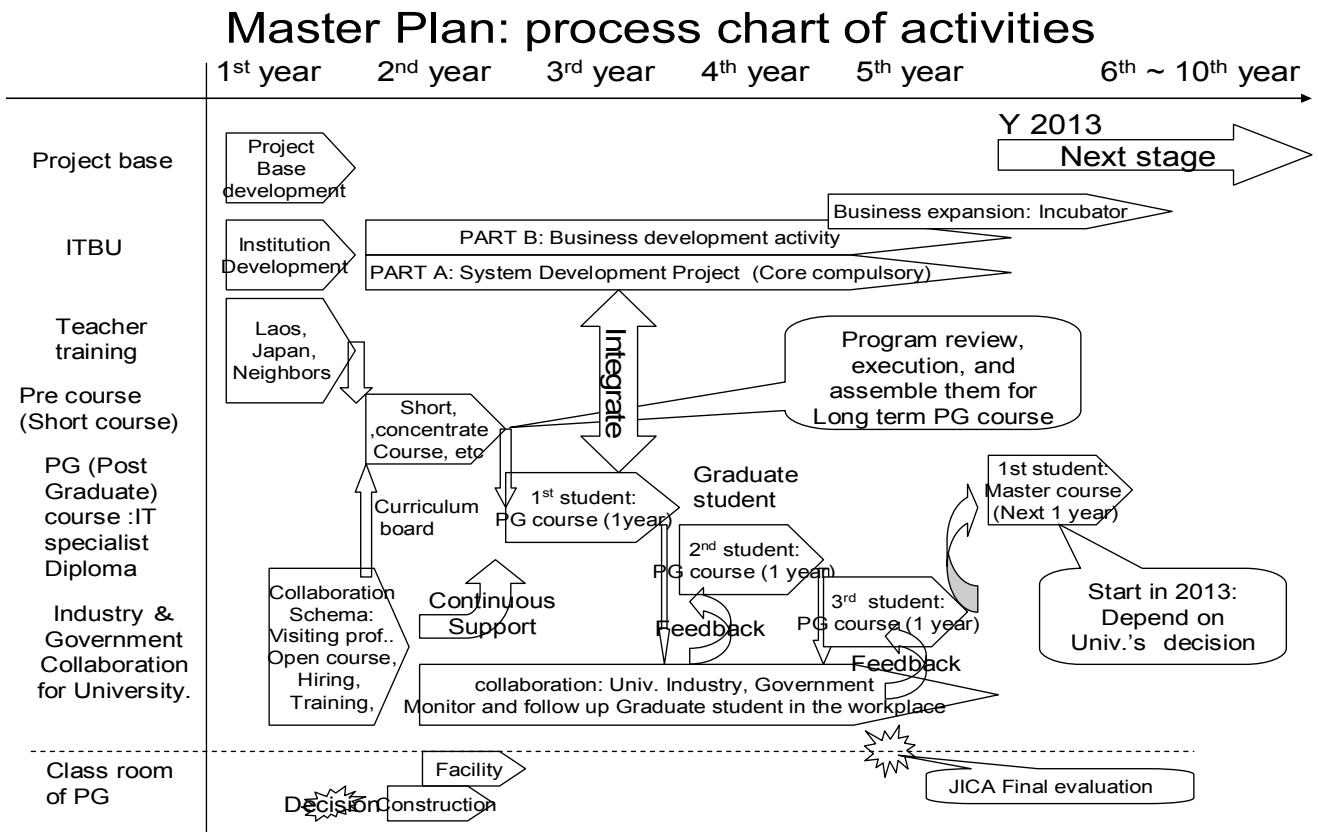 Master Plan: process chart of activities
1st year
2nd year
3rd year
4th year
5th year
6th ~ 10th year
Project base
Project
Base
development
Y 2013
Next stage
ITBU
Institution
Development
Business expansion: Incubator
PART B: Business development activity
PART A: System Development Project (Core compulsory)
Teacher
training
Laos,
Japan,
Neighbors
Integrate
Program review,
execution, and
assemble them for
Long term PG course
Pre course
(Short course)
Short,
,concentrate
Course, etc
PG (Post
Graduate)
course :IT
specialist
Diploma
Curriculum
board
1st student:
PG course (1year)
Graduate
student
2nd student:
PG course (1 year)
3rd student:
PG course (1 year)
1st student:
Master course
(Next 1 year)
Start in 2013:
Depend on
Univ.'s decision
Industry &
Government
Collaboration
for University.
Collaboration
Schema:
Visiting prof..
Open course,
Hiring,
Training,
Continuous
Support
Feedback
Feedback
collaboration: Univ. Industry, Government
Monitor and follow up Graduate student in the workplace
Class room
of PG
Facility
Decision
Construction
JICA Final evaluation